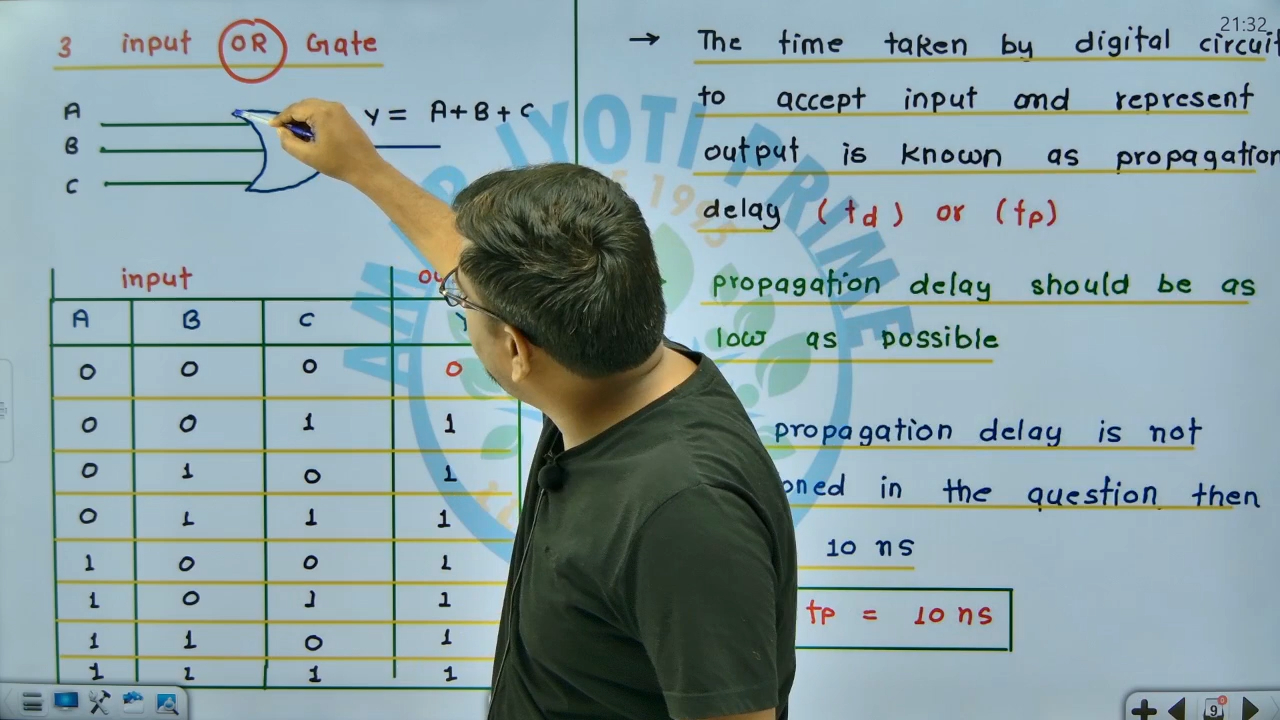 21:32
3 input OR Gate
A
B
C
Y = A+B+C
input
A B C Y
0 0 0 0
0 0 1 1
0 1 0 1
0 1 1 1
1 0 0 1
1 0 1 1
1 1 0 1
1 1 1 1
→ The time taken by digital circuit
to accept input and represent
output is known as propagation
delay (td) or (tp)
propagation delay should be as
low as possible
propagation delay is not
in the question then
10 ns
tp = 10 ns
JYOTI PRIME
1995
9